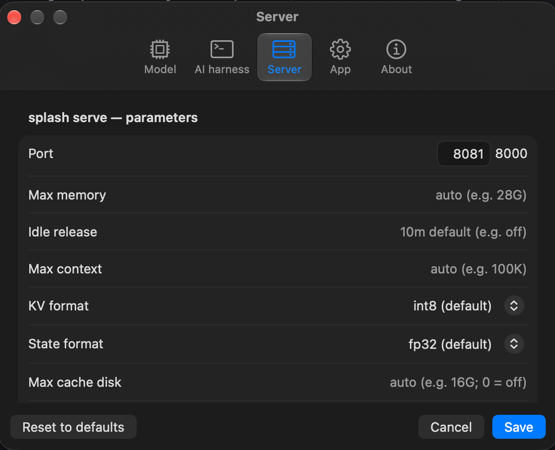 Server
Model
AI harness
Server
App
About
splash serve — parameters
Port 8081 8000
Max memory auto (e.g. 28G)
Idle release 10m default (e.g. off)
Max context auto (e.g. 100K)
KV format int8 (default)
State format fp32 (default)
Max cache disk auto (e.g. 16G; 0 = off)
Reset to defaults Cancel Save